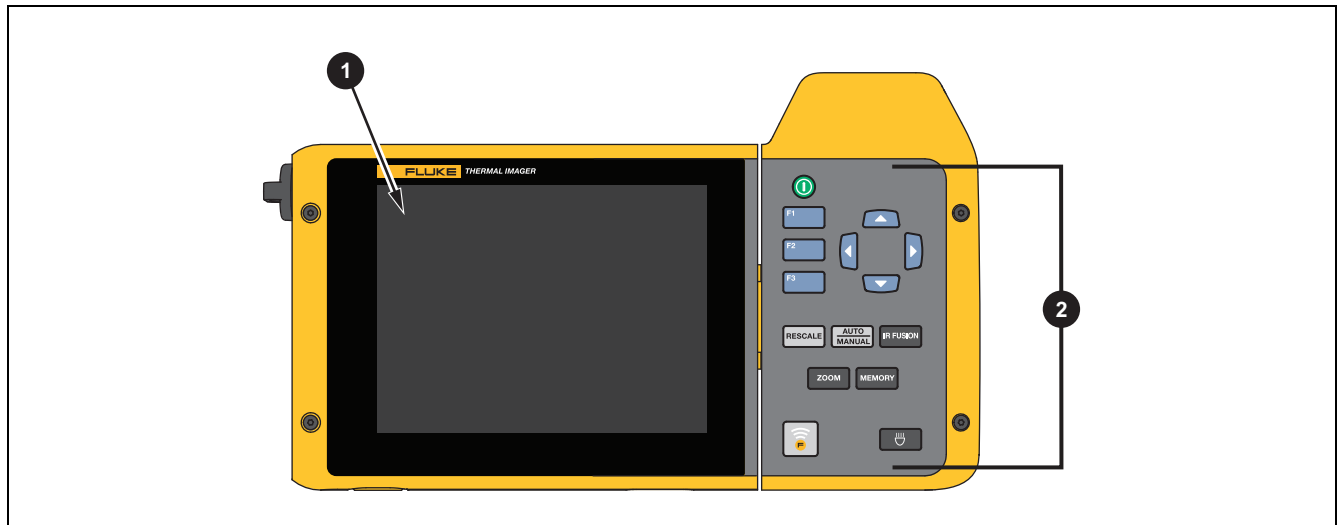 1
FLUKE THERMAL IMAGER
F1
F2
F3
2
RESCALE
AUTO
MANUAL
IR FUSION
ZOOM
MEMORY
F